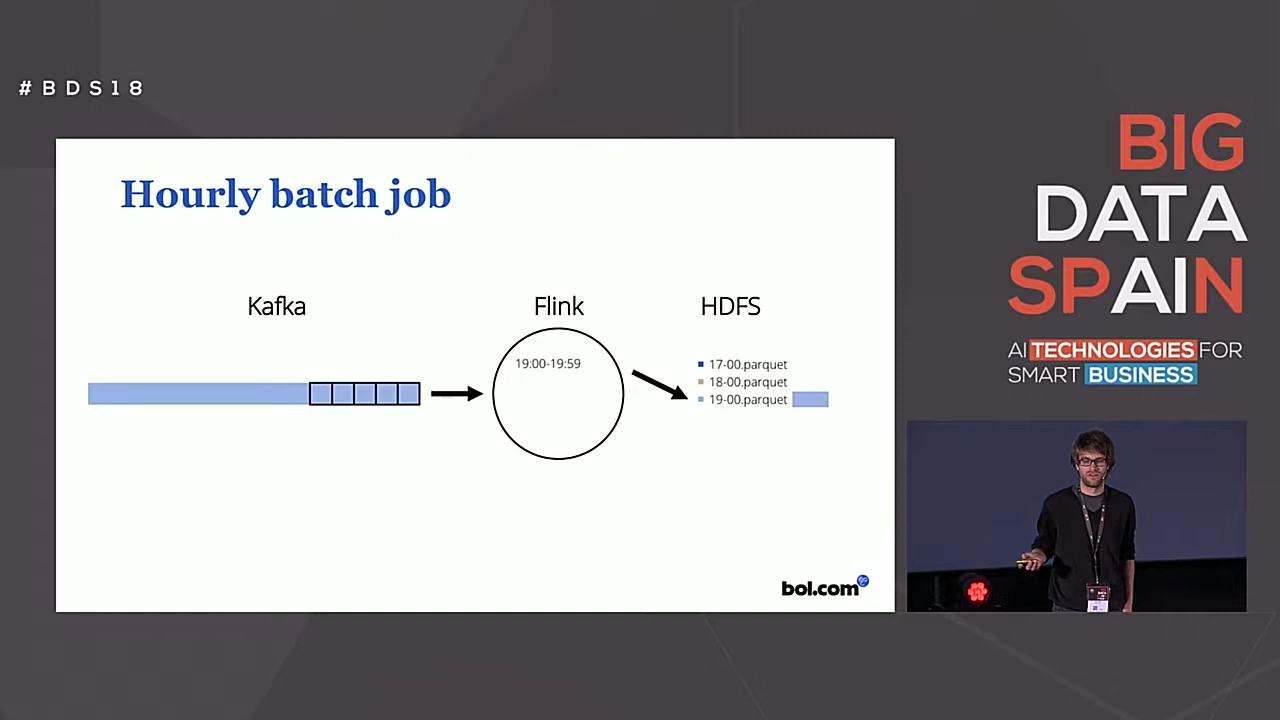 #BDS18
Hourly batch job
Kafka
Flink
HDFS
19:00-19:59
17-00.parquet
18-00.parquet
19-00.parquet
bol.com
BIG
DATA
SPAIN
AI TECHNOLOGIES FOR
SMART BUSINESS